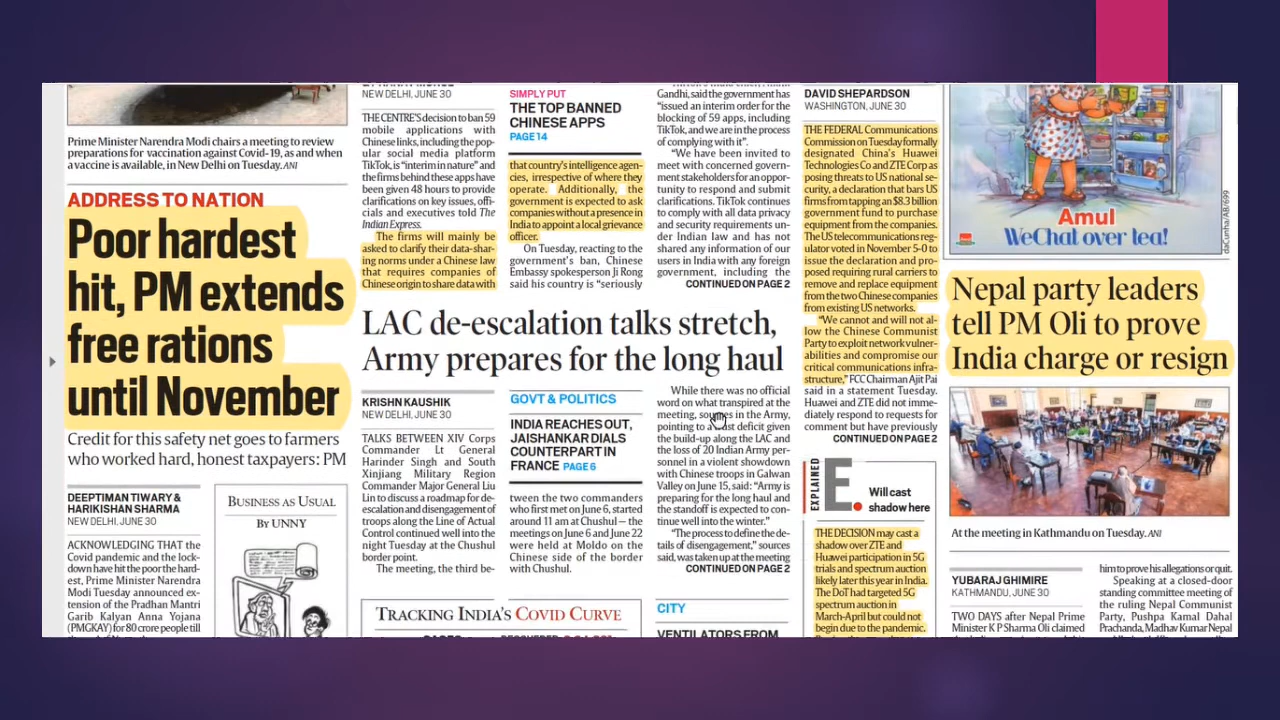 Prime Minister Narendra Modi chairs a meeting to review
preparations for vaccination against Covid-19, as and when
a vaccine is available, in New Delhi on Tuesday. ANI
ADDRESS TO NATION
Poor hardest
hit, PM extends
free rations
until November
Credit for this safety net goes to farmers
who worked hard, honest taxpayers: PM
DEEPTIMAN TIWARY &
HARIKISHAN SHARMA
NEW DELHI, JUNE 30
ACKNOWLEDGING THAT the
Covid pandemic and the lock-
down have hit the poor the hard-
est, Prime Minister Narendra
Modi Tuesday announced ex-
tension of the Pradhan Mantri
Garib Kalyan Anna Yojana
(PMGKAY) for 80 crore people till
BUSINESS AS USUAL
BY UNNY
NEW DELHI, JUNE 30
THE CENTRE'S decision to ban 59
mobile applications with
Chinese links, including the pop-
ular social media platform
TikTok, is "interim in nature" and
the firms behind these apps have
been given 48 hours to provide
clarifications on key issues, offi-
cials and executives told The
Indian Express.
The firms will mainly be
asked to clarify their data-shar-
ing norms under a Chinese law
that requires companies of
Chinese origin to share data with
SIMPLY PUT
THE TOP BANNED
CHINESE APPS
PAGE 14
that country's intelligence agen-
cies, irrespective of where they
operate. Additionally, the
government is expected to ask
companies without a presence in
India to appoint a local grievance
officer.
On Tuesday, reacting to the
government's ban, Chinese
Embassy spokesperson Ji Rong
said his country is "seriously
Gandhi, said the government has
"issued an interim order for the
blocking of 59 apps, including
TikTok, and we are in the process
of complying with it".
"We have been invited to
meet with concerned govern-
ment stakeholders for an oppor-
tunity to respond and submit
clarifications. TikTok continues
to comply with all data privacy
and security requirements un-
der Indian law and has not
shared any information of our
users in India with any foreign
government, including the
CONTINUED ON PAGE 2
LAC de-escalation talks stretch,
Army prepares for the long haul
KRISHN KAUSHIK
NEW DELHI, JUNE 30
TALKS BETWEEN XIV Corps
Commander Lt General
Harinder Singh and South
Xinjiang Military Region
Commander Major General Liu
Lin to discuss a roadmap for de-
escalation and disengagement of
troops along the Line of Actual
Control continued well into the
night Tuesday at the Chushul
border point.
The meeting, the third be-
GOVT & POLITICS
INDIA REACHES OUT,
JAISHANKAR DIALS
COUNTERPART IN
FRANCE PAGE 6
tween the two commanders
who first met on June 6, started
around 11 am at Chushul — the
meetings on June 6 and June 22
were held at Moldo on the
Chinese side of the border
with Chushul.
While there was no official
word on what transpired at the
meeting, sources in the Army,
pointing to a trust deficit given
the build-up along the LAC and
the loss of 20 Indian Army per-
sonnel in a violent showdown
with Chinese troops in Galwan
Valley on June 15, said: "Army is
preparing for the long haul and
the standoff is expected to con-
tinue well into the winter."
"The process to define the de-
tails of disengagement," sources
said, was taken up at the meeting
CONTINUED ON PAGE 2
TRACKING INDIA'S COVID CURVE
CITY
VENTILATORS FROM
DAVID SHEPARDSON
WASHINGTON, JUNE 30
THE FEDERAL Communications
Commission on Tuesday formally
designated China's Huawei
Technologies Co and ZTE Corp as
posing threats to US national se-
curity, a declaration that bars US
firms from tapping an $8.3 billion
government fund to purchase
equipment from the companies.
The US telecommunications reg-
ulator voted in November 5-0 to
issue the declaration and pro-
posed requiring rural carriers to
remove and replace equipment
from the two Chinese companies
from existing US networks.
"We cannot and will not al-
low the Chinese Communist
Party to exploit network vulner-
abilities and compromise our
critical communications infra-
structure," FCC Chairman Ajit Pai
said in a statement Tuesday.
Huawei and ZTE did not imme-
diately respond to requests for
comment but have previously
CONTINUED ON PAGE 2
EXPLAINED
E.
Will cast
shadow here
THE DECISION may cast a
shadow over ZTE and
Huawei participation in 5G
trials and spectrum auction
likely later this year in India.
The DoT had targeted 5G
spectrum auction in
March-April but could not
begin due to the pandemic.
Amul
WeChat over tea!
daCunha/AB/699
Nepal party leaders
tell PM Oli to prove
India charge or resign
At the meeting in Kathmandu on Tuesday. ANI
YUBARAJ GHIMIRE
KATHMANDU, JUNE 30
TWO DAYS after Nepal Prime
Minister K P Sharma Oli claimed
him to prove his allegations or quit.
Speaking at a closed-door
standing committee meeting of
the ruling Nepal Communist
Party, Pushpa Kamal Dahal
Prachanda, Madhav Kumar Nepal